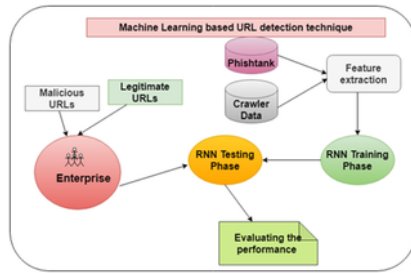 Machine Learning based URL detection technique
Phishtank
Feature
extraction
Malicious
URLs
Legitimate
URLs
Crawler
Data
Enterprise
RNN Testing
Phase
RNN Training
Phase
Evaluating the
performance